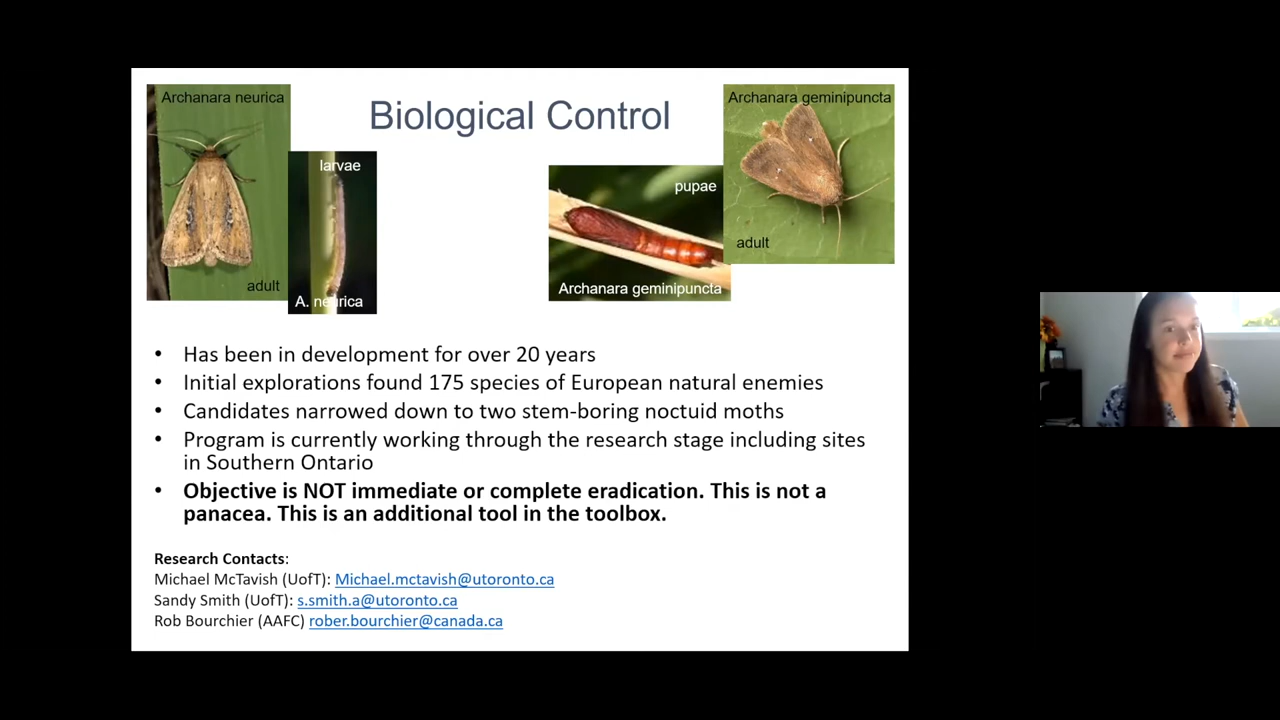 Archanara neurica
Biological Control
Archanara geminipuncta
larvae
pupae
adult
adult
A. neurica
Archanara geminipuncta
• Has been in development for over 20 years
• Initial explorations found 175 species of European natural enemies
• Candidates narrowed down to two stem-boring noctuid moths
• Program is currently working through the research stage including sites
in Southern Ontario
• Objective is NOT immediate or complete eradication. This is not a
panacea. This is an additional tool in the toolbox.
Research Contacts:
Michael McTavish (UofT): Michael.mctavish@utoronto.ca
Sandy Smith (UofT): s.smith.a@utoronto.ca
Rob Bourchier (AAFC) rober.bourchier@canada.ca